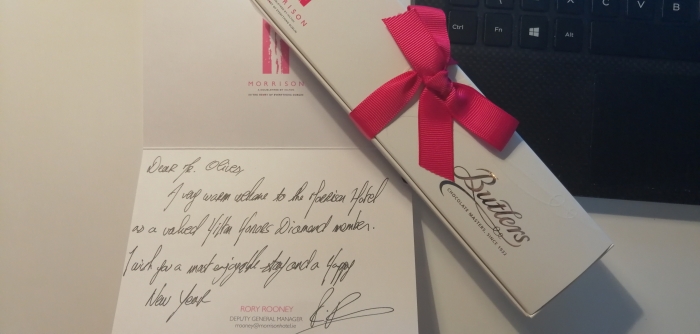 MORRISON
MORRISON
Dear Mr. Oliver
A very warm welcome to the Morrison Hotel
as a valued Hilton Honors Diamond member.
I wish you a most enjoyable stay and a Happy
New Year
RORY ROONEY
DEPUTY GENERAL MANAGER
Butlers
CHOCOLATE MASTERS, SINCE 1932
Ctrl
Fn
Alt
Z
X
C
V
B